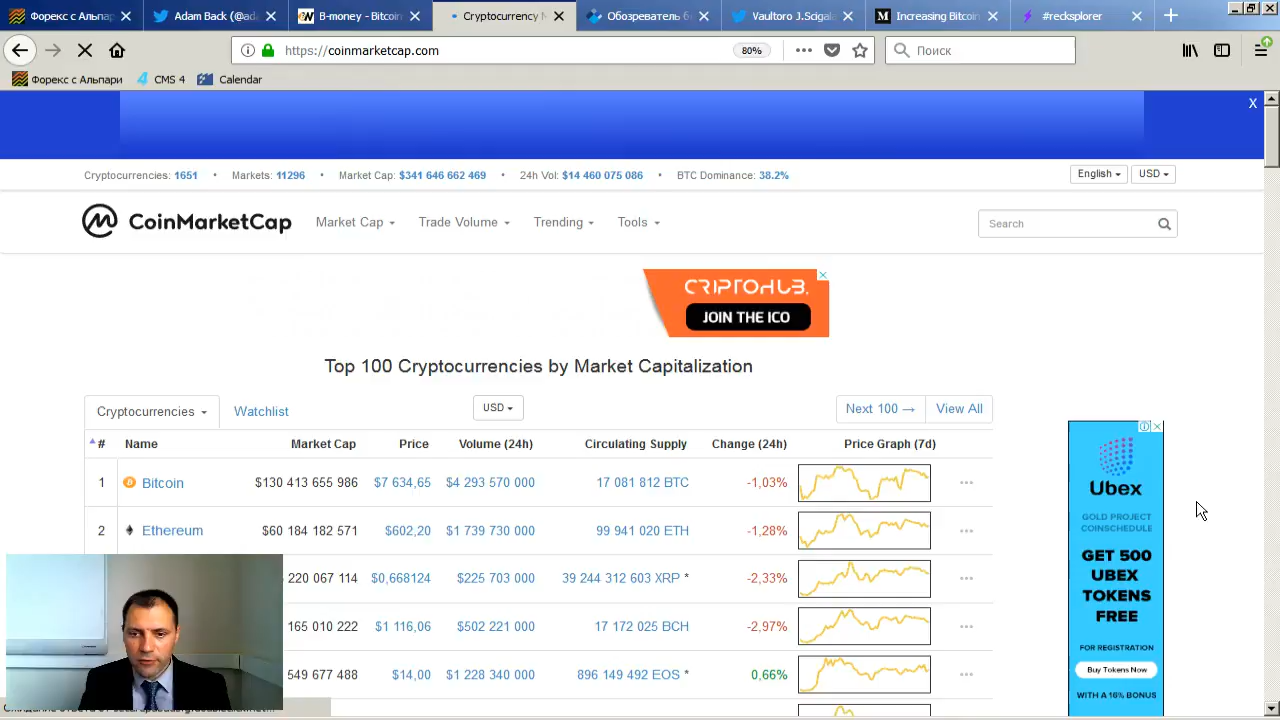 Форекс с Альпари
Adam Back (@ada
B-money - Bitcoin
Cryptocurrency M
Обозреватель б
Vaultoro J.Scigala
Increasing Bitcoin
#recksplorer
https://coinmarketcap.com
80%
Поиск
Форекс с Альпари
CMS 4
Calendar
X
Cryptocurrencies: 1651 • Markets: 11296 • Market Cap: $341 646 662 469 • 24h Vol: $14 460 075 086 • BTC Dominance: 38.2%
English
USD
CoinMarketCap
Market Cap
Trade Volume
Trending
Tools
Search
CRIPTOHUB.
JOIN THE ICO
Top 100 Cryptocurrencies by Market Capitalization
Cryptocurrencies
Watchlist
USD
Next 100 →
View All
# Name Market Cap Price Volume (24h) Circulating Supply Change (24h) Price Graph (7d)
1 Bitcoin $130 413 655 986 $7 634,65 $4 293 570 000 17 081 812 BTC -1,03%
2 Ethereum $60 184 182 571 $1 739 730 000 99 941 020 ETH -1,28%
220 067 114 $0,668124 $225 703 000 39 244 312 603 XRP * -2,33%
165 010 222 $502 221 000 17 172 025 BCH -2,97%
549 677 488 $14,00 $1 228 340 000 896 149 492 EOS * 0,66%
Ubex
GOLD PROJECT
COINSCHEDULE
GET 500
UBEX
TOKENS
FREE
FOR REGISTRATION
Buy Tokens Now
WITH A 16% BONUS